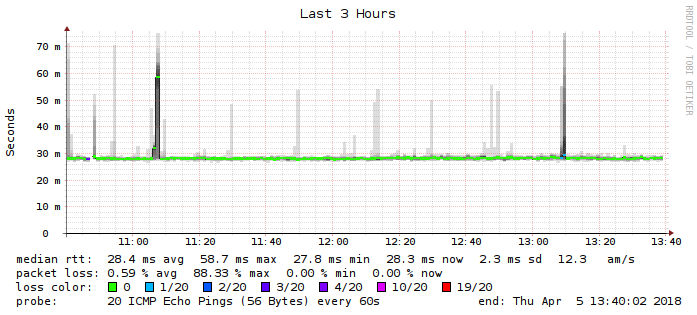 Last 3 Hours
RRDTOOL / TOBI OETIKER
Seconds
70 m
60 m
50 m
40 m
30 m
20 m
10 m
0
11:00 11:20 11:40 12:00 12:20 12:40 13:00 13:20 13:40
median rtt: 28.4 ms avg 58.7 ms max 27.8 ms min 28.3 ms now 2.3 ms sd 12.3 am/s
packet loss: 0.59 % avg 88.33 % max 0.00 % min 0.00 % now
loss color: 0 1/20 2/20 3/20 4/20 10/20 19/20
probe: 20 ICMP Echo Pings (56 Bytes) every 60s end: Thu Apr 5 13:40:02 2018